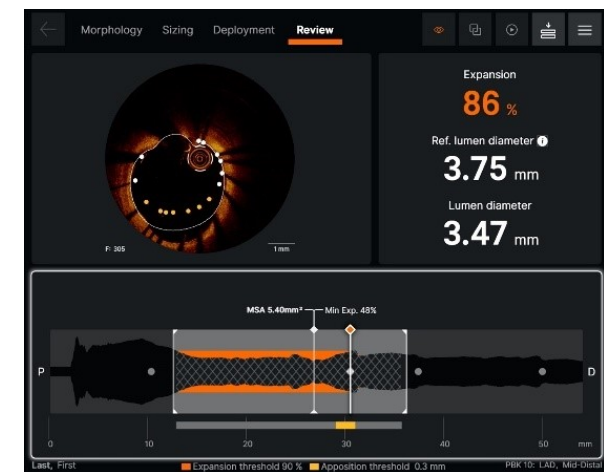 Morphology Sizing Deployment Review
Expansion
86 %
Ref. lumen diameter i
3.75 mm
Lumen diameter
3.47 mm
F: 305
1 mm
MSA 5.40mm² Min Exp. 48%
P D
0 10 20 30 40 50 mm
Last, First Expansion threshold 90 % Apposition threshold 0.3 mm PBK 10: LAD, Mid-Distal